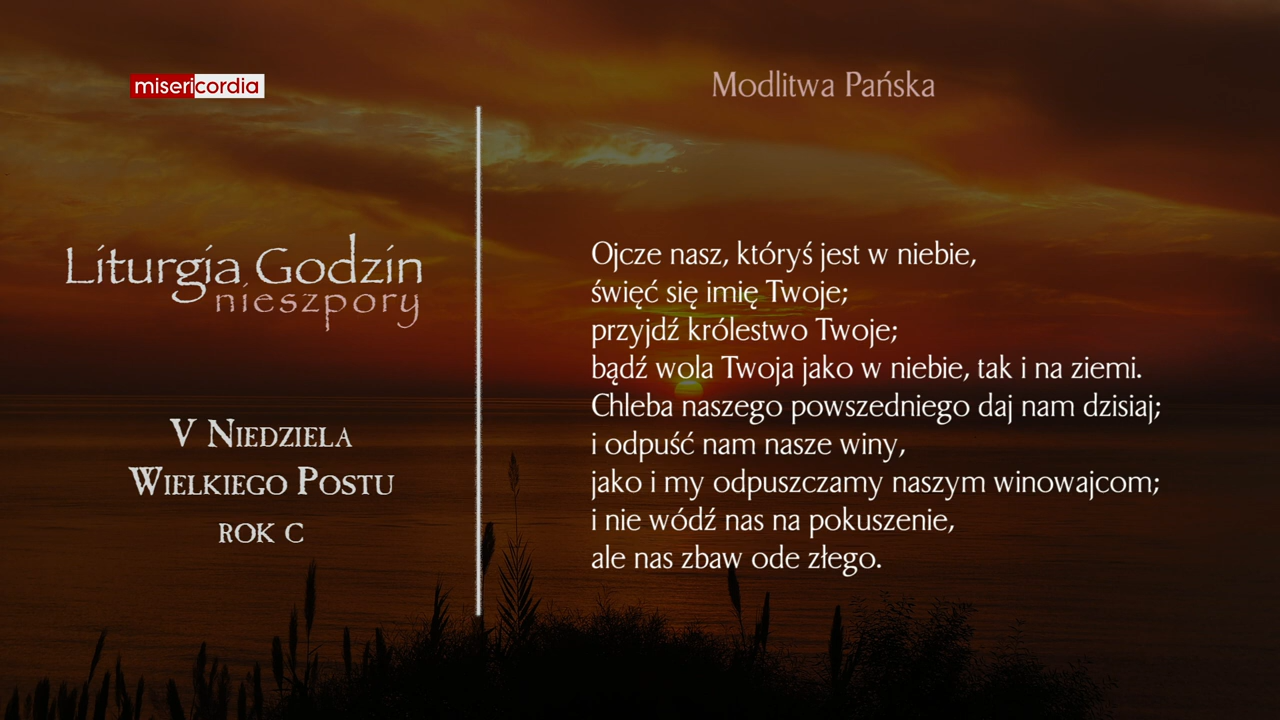 misericordia
Liturgia Godzin
nieszpory
V Niedziela
Wielkiego Postu
rok C
Modlitwa Pańska
Ojcze nasz, któryś jest w niebie,
święć się imię Twoje;
przyjdź królestwo Twoje;
bądź wola Twoja jako w niebie, tak i na ziemi.
Chleba naszego powszedniego daj nam dzisiaj;
i odpuść nam nasze winy,
jako i my odpuszczamy naszym winowajcom;
i nie wódź nas na pokuszenie,
ale nas zbaw ode złego.